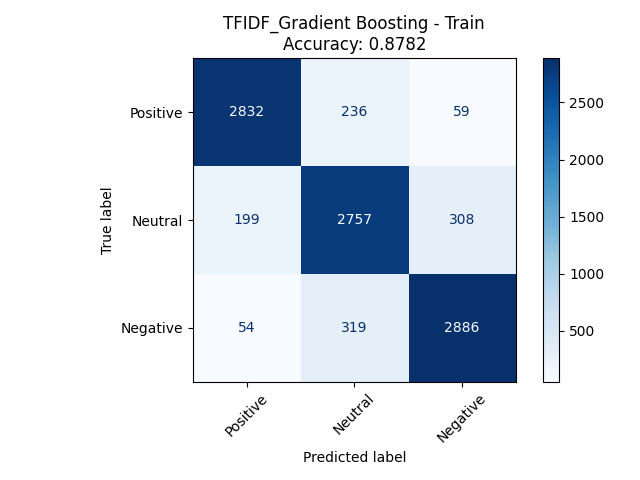 TFIDF_Gradient Boosting - Train
Accuracy: 0.8782
True label
Positive 2832 236 59
Neutral 199 2757 308
Negative 54 319 2886
Positive Neutral Negative
Predicted label
2500
2000
1500
1000
500